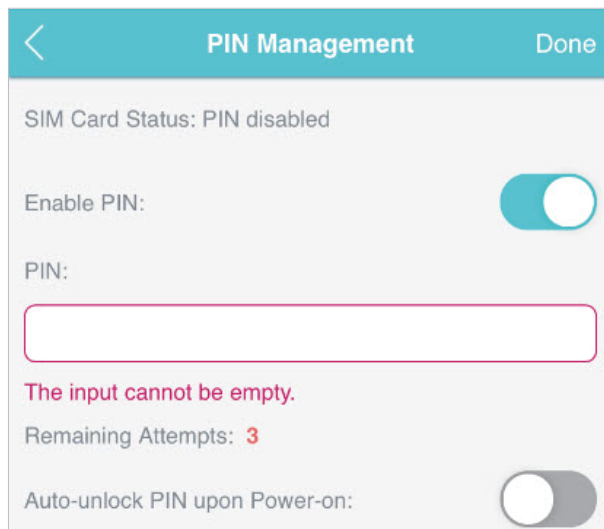 PIN Management
Done
SIM Card Status: PIN disabled
Enable PIN:
PIN:
The input cannot be empty.
Remaining Attempts: 3
Auto-unlock PIN upon Power-on: